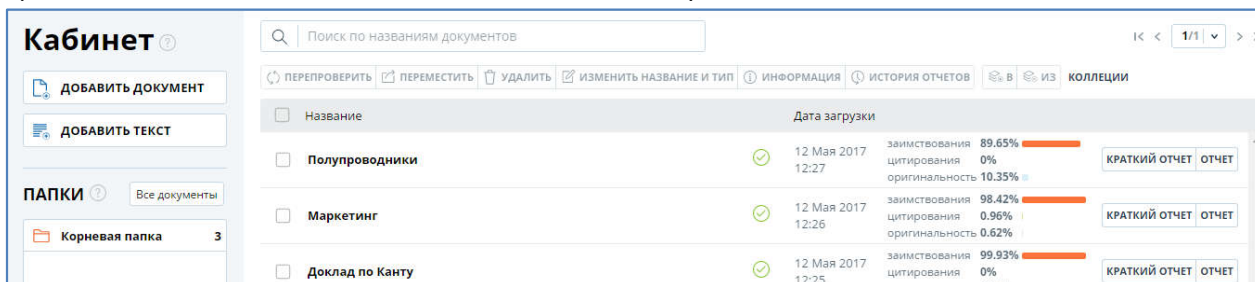 Кабинет
Поиск по названиям документов
1/1
ДОБАВИТЬ ДОКУМЕНТ
ДОБАВИТЬ ТЕКСТ
ПАПКИ Все документы
Корневая папка 3
ПЕРЕПРОВЕРИТЬ ПЕРЕМЕСТИТЬ УДАЛИТЬ ИЗМЕНИТЬ НАЗВАНИЕ И ТИП ИНФОРМАЦИЯ ИСТОРИЯ ОТЧЕТОВ В ИЗ КОЛЛЕЦИИ
Название Дата загрузки
Полупроводники
12 Мая 2017
12:27
заимствования 89.65%
цитирования 0%
оригинальность 10.35%
КРАТКИЙ ОТЧЕТ ОТЧЕТ
Маркетинг
12 Мая 2017
12:26
заимствования 98.42%
цитирования 0.96%
оригинальность 0.62%
КРАТКИЙ ОТЧЕТ ОТЧЕТ
Доклад по Канту
12 Мая 2017
12:25
заимствования 99.93%
цитирования 0%
КРАТКИЙ ОТЧЕТ ОТЧЕТ